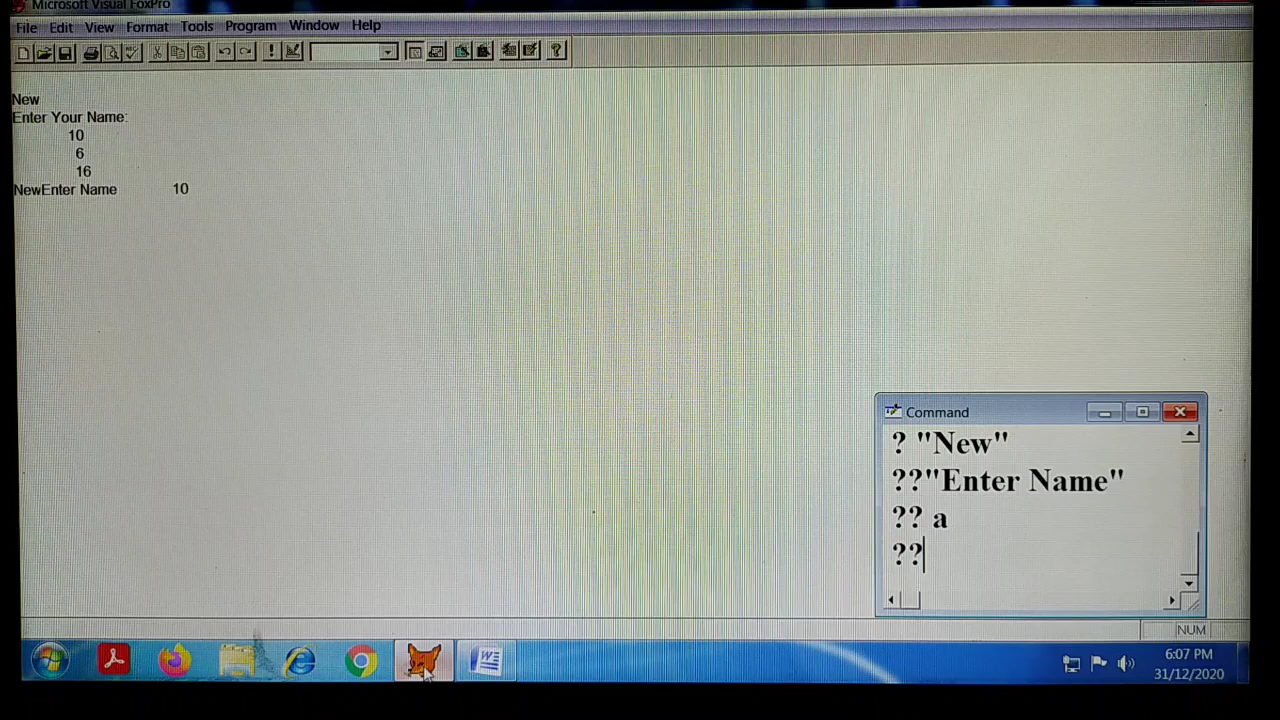 Microsoft Visual FoxPro
File Edit View Format Tools Program Window Help
New
Enter Your Name:
10
6
16
NewEnter Name 10
Command
? "New"
??"Enter Name"
?? a
??
NUM
6:07 PM
31/12/2020